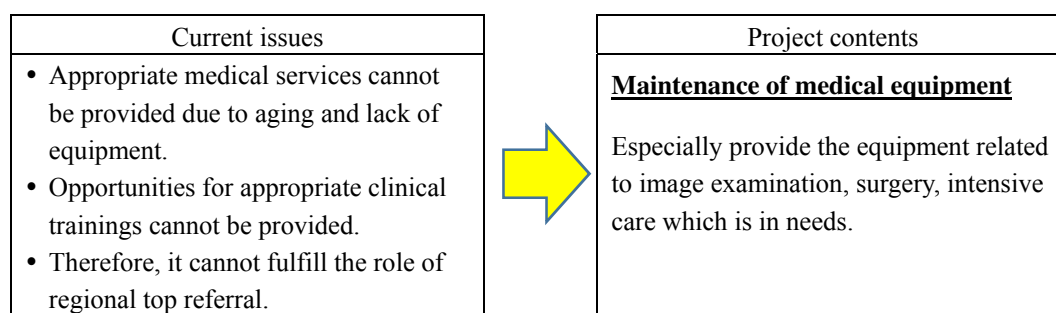 Current issues
• Appropriate medical services cannot
be provided due to aging and lack of
equipment.
• Opportunities for appropriate clinical
trainings cannot be provided.
• Therefore, it cannot fulfill the role of
regional top referral.
Project contents
Maintenance of medical equipment
Especially provide the equipment related
to image examination, surgery, intensive
care which is in needs.